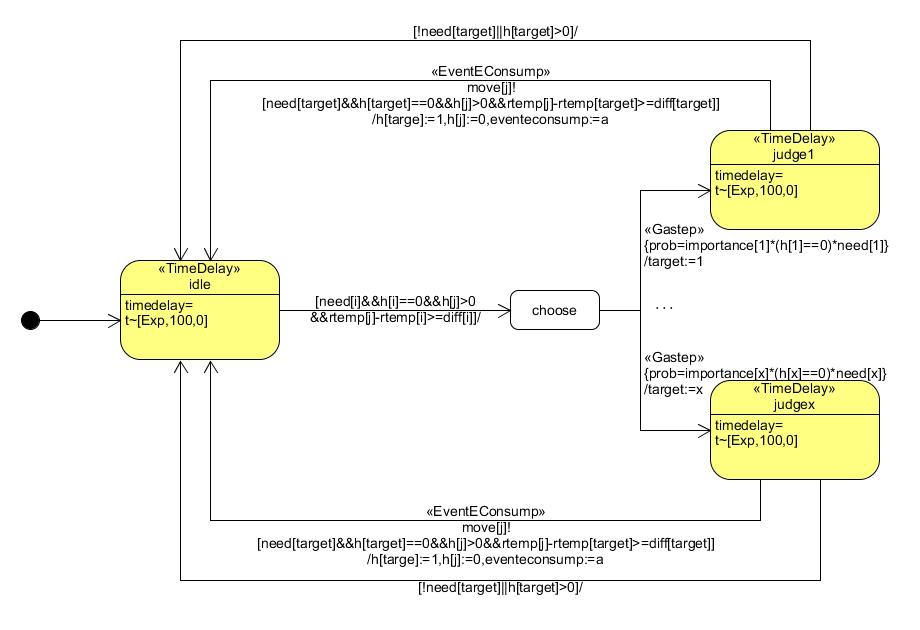 [!need[target]||h[target]>0]/
«EventEConsump»
move[j]!
[need[target]&&h[target]==0&&h[j]>0&&rtemp[j]-rtemp[target]>=diff[target]]
/h[targe]:=1,h[j]:=0,eventeconsump:=a
«TimeDelay»
judge1
timedelay=
t~[Exp,100,0]
«Gastep»
{prob=importance[1]*(h[1]==0)*need[1]}
/target:=1
«TimeDelay»
idle
timedelay=
t~[Exp,100,0]
[need[i]&&h[i]==0&&h[j]>0
&&rtemp[j]-rtemp[i]>=diff[i]]/
choose
. . .
«Gastep»
{prob=importance[x]*(h[x]==0)*need[x]}
/target:=x
«TimeDelay»
judgex
timedelay=
t~[Exp,100,0]
«EventEConsump»
move[j]!
[need[target]&&h[target]==0&&h[j]>0&&rtemp[j]-rtemp[target]>=diff[target]]
/h[targe]:=1,h[j]:=0,eventeconsump:=a
[!need[target]||h[target]>0]/